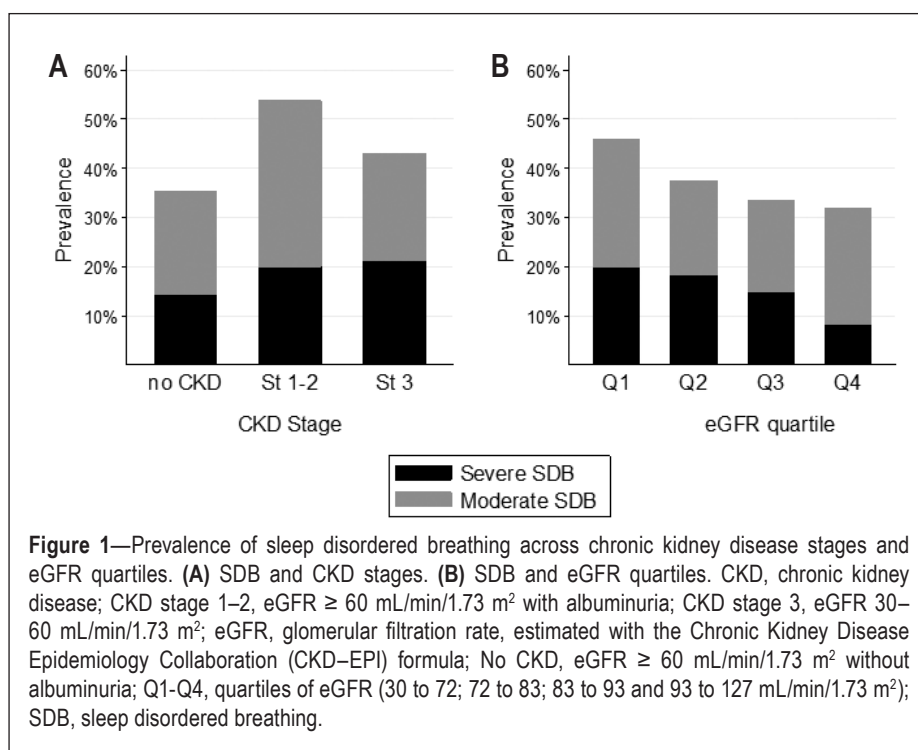 A
60%
50%
40%
30%
20%
10%
Prevalence
no CKD St 1-2 St 3
CKD Stage
B
60%
50%
40%
30%
20%
10%
Prevalence
Q1 Q2 Q3 Q4
eGFR quartile
Severe SDB
Moderate SDB
Figure 1—Prevalence of sleep disordered breathing across chronic kidney disease stages and
eGFR quartiles. (A) SDB and CKD stages. (B) SDB and eGFR quartiles. CKD, chronic kidney
disease; CKD stage 1–2, eGFR ≥ 60 mL/min/1.73 m² with albuminuria; CKD stage 3, eGFR 30–
60 mL/min/1.73 m²; eGFR, glomerular filtration rate, estimated with the Chronic Kidney Disease
Epidemiology Collaboration (CKD–EPI) formula; No CKD, eGFR ≥ 60 mL/min/1.73 m² without
albuminuria; Q1-Q4, quartiles of eGFR (30 to 72; 72 to 83; 83 to 93 and 93 to 127 mL/min/1.73 m²);
SDB, sleep disordered breathing.